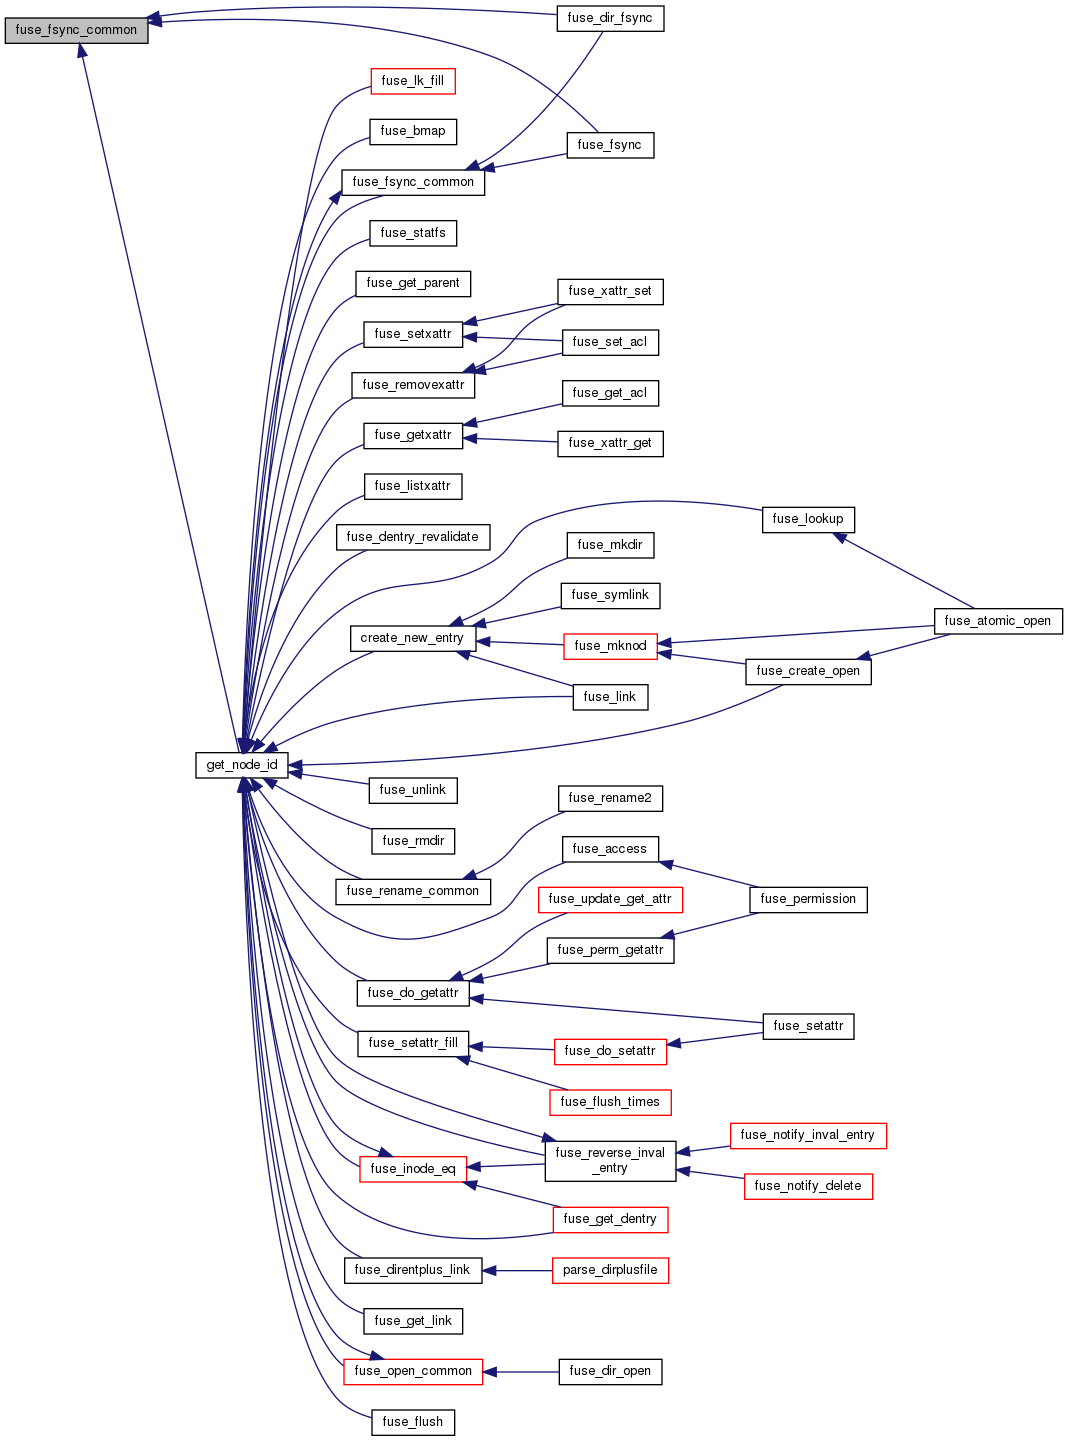 fuse_fsync_common
fuse_dir_fsync
fuse_lk_fill
fuse_bmap
fuse_fsync
fuse_fsync_common
fuse_statfs
fuse_get_parent
fuse_xattr_set
fuse_setxattr
fuse_set_acl
fuse_removexattr
fuse_get_acl
fuse_getxattr
fuse_xattr_get
fuse_listxattr
fuse_lookup
fuse_dentry_revalidate
fuse_mkdir
fuse_symlink
fuse_atomic_open
create_new_entry
fuse_mknod
fuse_create_open
fuse_link
get_node_id
fuse_unlink
fuse_rename2
fuse_rmdir
fuse_access
fuse_rename_common
fuse_update_get_attr
fuse_permission
fuse_perm_getattr
fuse_do_getattr
fuse_setattr
fuse_setattr_fill
fuse_do_setattr
fuse_flush_times
fuse_notify_inval_entry
fuse_reverse_inval
_entry
fuse_inode_eq
fuse_notify_delete
fuse_get_dentry
fuse_direntplus_link
parse_dirplusfile
fuse_get_link
fuse_open_common
fuse_dir_open
fuse_flush